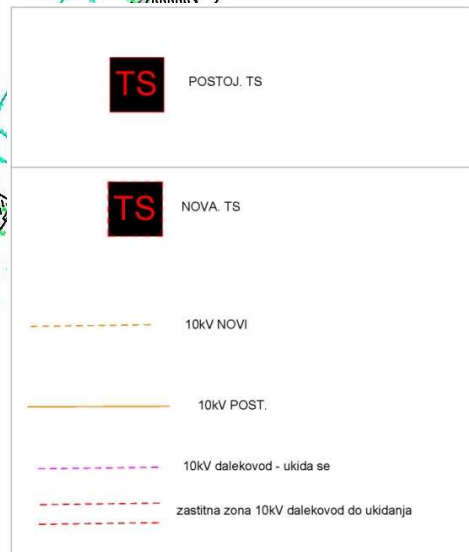 TS POSTOJ. TS
TS NOVA. TS
10kV NOVI
10kV POST.
10kV dalekovod - ukida se
zastitna zona 10kV dalekovod do ukidanja